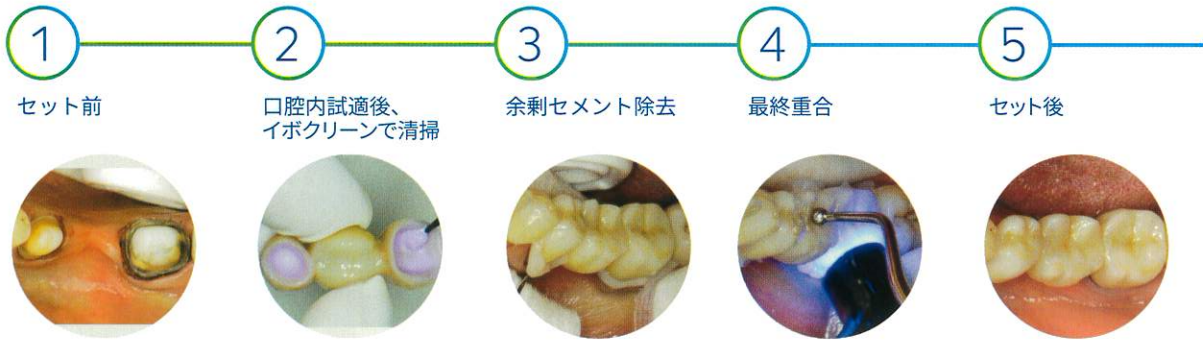 1
2
3
4
5
セット前
口腔内試適後、
イボクリーンで清掃
余剰セメント除去
最終重合
セット後